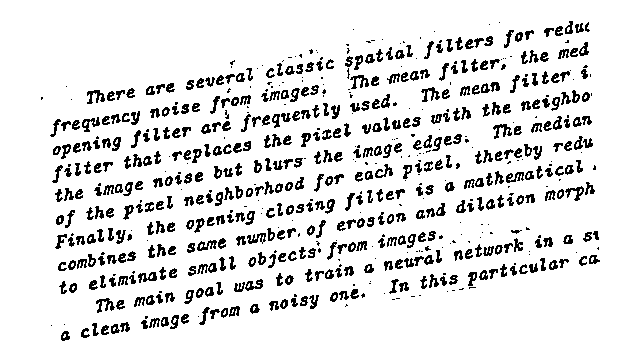 There are several classic spatial filters for reduc
frequency noise from images. The mean filter, the med
opening filter are frequently used. The mean filter i
filter that replaces the pixel values with the neighbo
the image noise but blurs the image edges. The median
of the pixel neighborhood for each pixel, thereby redu
Finally, the opening closing filter is a mathematical
combines the same number of erosion and dilation morph
to eliminate small objects from images.
The main goal was to train a neural network in a su
a clean image from a noisy one. In this particular ca